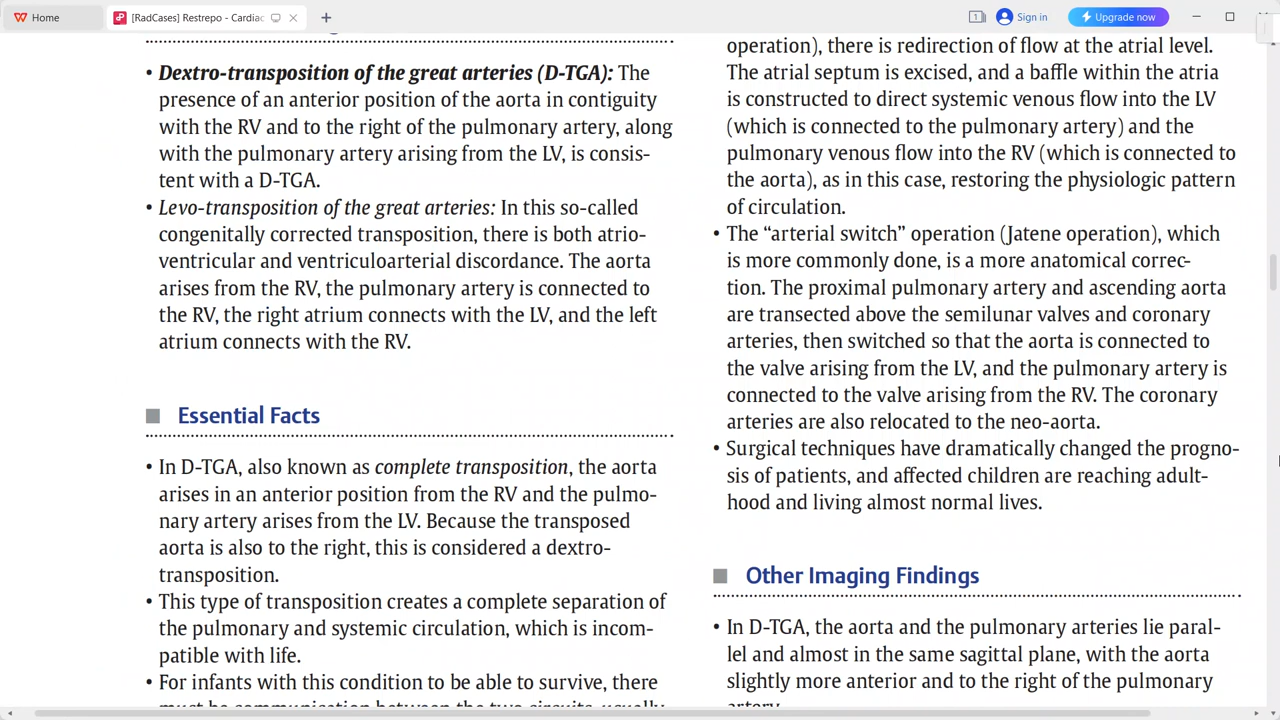 Home
[RadCases] Restrepo - Cardiac
1
Sign in
Upgrade now
• Dextro-transposition of the great arteries (D-TGA): The
presence of an anterior position of the aorta in contiguity
with the RV and to the right of the pulmonary artery, along
with the pulmonary artery arising from the LV, is consis-
tent with a D-TGA.
• Levo-transposition of the great arteries: In this so-called
congenitally corrected transposition, there is both atrio-
ventricular and ventriculoarterial discordance. The aorta
arises from the RV, the pulmonary artery is connected to
the RV, the right atrium connects with the LV, and the left
atrium connects with the RV.
Essential Facts
• In D-TGA, also known as complete transposition, the aorta
arises in an anterior position from the RV and the pulmo-
nary artery arises from the LV. Because the transposed
aorta is also to the right, this is considered a dextro-
transposition.
• This type of transposition creates a complete separation of
the pulmonary and systemic circulation, which is incom-
patible with life.
• For infants with this condition to be able to survive, there
must be communication between the two circuits, usually
operation), there is redirection of flow at the atrial level.
The atrial septum is excised, and a baffle within the atria
is constructed to direct systemic venous flow into the LV
(which is connected to the pulmonary artery) and the
pulmonary venous flow into the RV (which is connected to
the aorta), as in this case, restoring the physiologic pattern
of circulation.
• The “arterial switch” operation (Jatene operation), which
is more commonly done, is a more anatomical correc-
tion. The proximal pulmonary artery and ascending aorta
are transected above the semilunar valves and coronary
arteries, then switched so that the aorta is connected to
the valve arising from the LV, and the pulmonary artery is
connected to the valve arising from the RV. The coronary
arteries are also relocated to the neo-aorta.
• Surgical techniques have dramatically changed the progno-
sis of patients, and affected children are reaching adult-
hood and living almost normal lives.
Other Imaging Findings
• In D-TGA, the aorta and the pulmonary arteries lie paral-
lel and almost in the same sagittal plane, with the aorta
slightly more anterior and to the right of the pulmonary
artery.